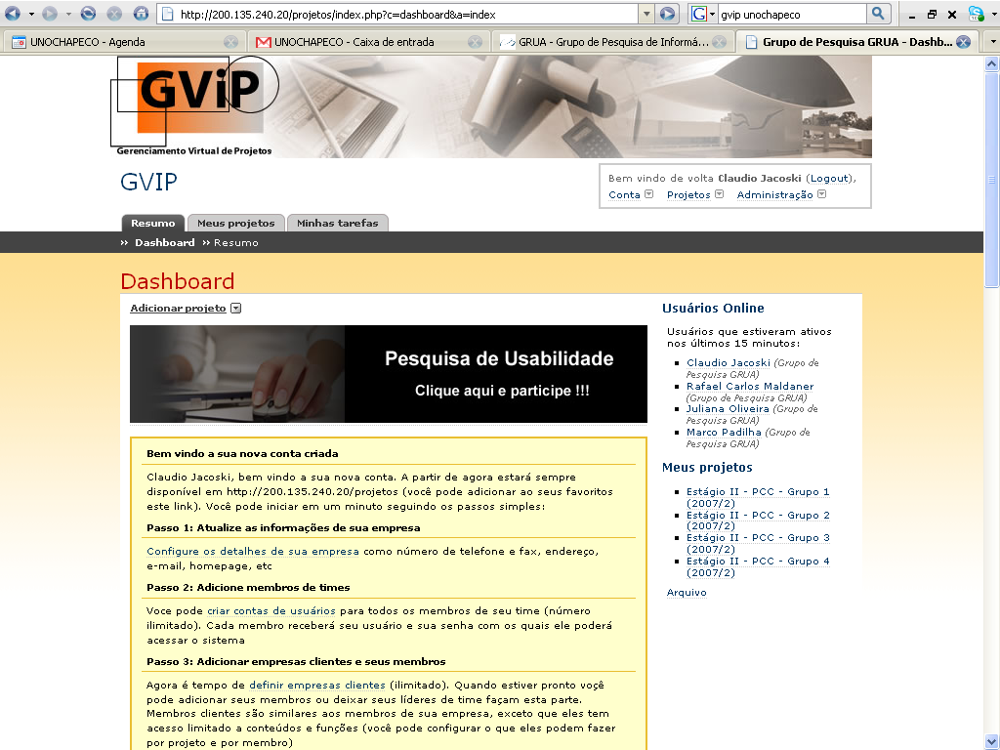 http://200.135.240.20/projetos/index.php?c=dashboard&a=index
G
gvip unochapeco
UNOCHAPECO - Agenda
UNOCHAPECO - Caixa de entrada
GRUA - Grupo de Pesquisa de Informá...
Grupo de Pesquisa GRUA - Dashb...
GViP
Gerenciamento Virtual de Projetos
GVIP
Bem vindo de volta Claudio Jacoski (Logout),
Conta Projetos Administração
Resumo Meus projetos Minhas tarefas
›› Dashboard ›› Resumo
Dashboard
Adicionar projeto
Pesquisa de Usabilidade
Clique aqui e participe !!!
Bem vindo a sua nova conta criada
Claudio Jacoski, bem vindo a sua nova conta. A partir de agora estará sempre
disponível em http://200.135.240.20/projetos (você pode adicionar ao seus favoritos
este link). Você pode iniciar em um minuto seguindo os passos simples:
Passo 1: Atualize as informações de sua empresa
Configure os detalhes de sua empresa como número de telefone e fax, endereço,
e-mail, homepage, etc
Passo 2: Adicione membros de times
Voce pode criar contas de usuários para todos os membros de seu time (número
ilimitado). Cada membro receberá seu usuário e sua senha com os quais ele poderá
acessar o sistema
Passo 3: Adicionar empresas clientes e seus membros
Agora é tempo de definir empresas clientes (ilimitado). Quando estiver pronto voçê
pode adicionar seus membros ou deixar seus líderes de time façam esta parte.
Membros clientes são similares aos membros de sua empresa, exceto que eles tem
acesso limitado a conteúdos e funções (você pode configurar o que eles podem fazer
por projeto e por membro)
Usuários Online
Usuários que estiveram ativos
nos últimos 15 minutos:
Claudio Jacoski (Grupo de
Pesquisa GRUA)
Rafael Carlos Maldaner
(Grupo de Pesquisa GRUA)
Juliana Oliveira (Grupo de
Pesquisa GRUA)
Marco Padilha (Grupo de
Pesquisa GRUA)
Meus projetos
Estágio II - PCC - Grupo 1
(2007/2)
Estágio II - PCC - Grupo 2
(2007/2)
Estágio II - PCC - Grupo 3
(2007/2)
Estágio II - PCC - Grupo 4
(2007/2)
Arquivo